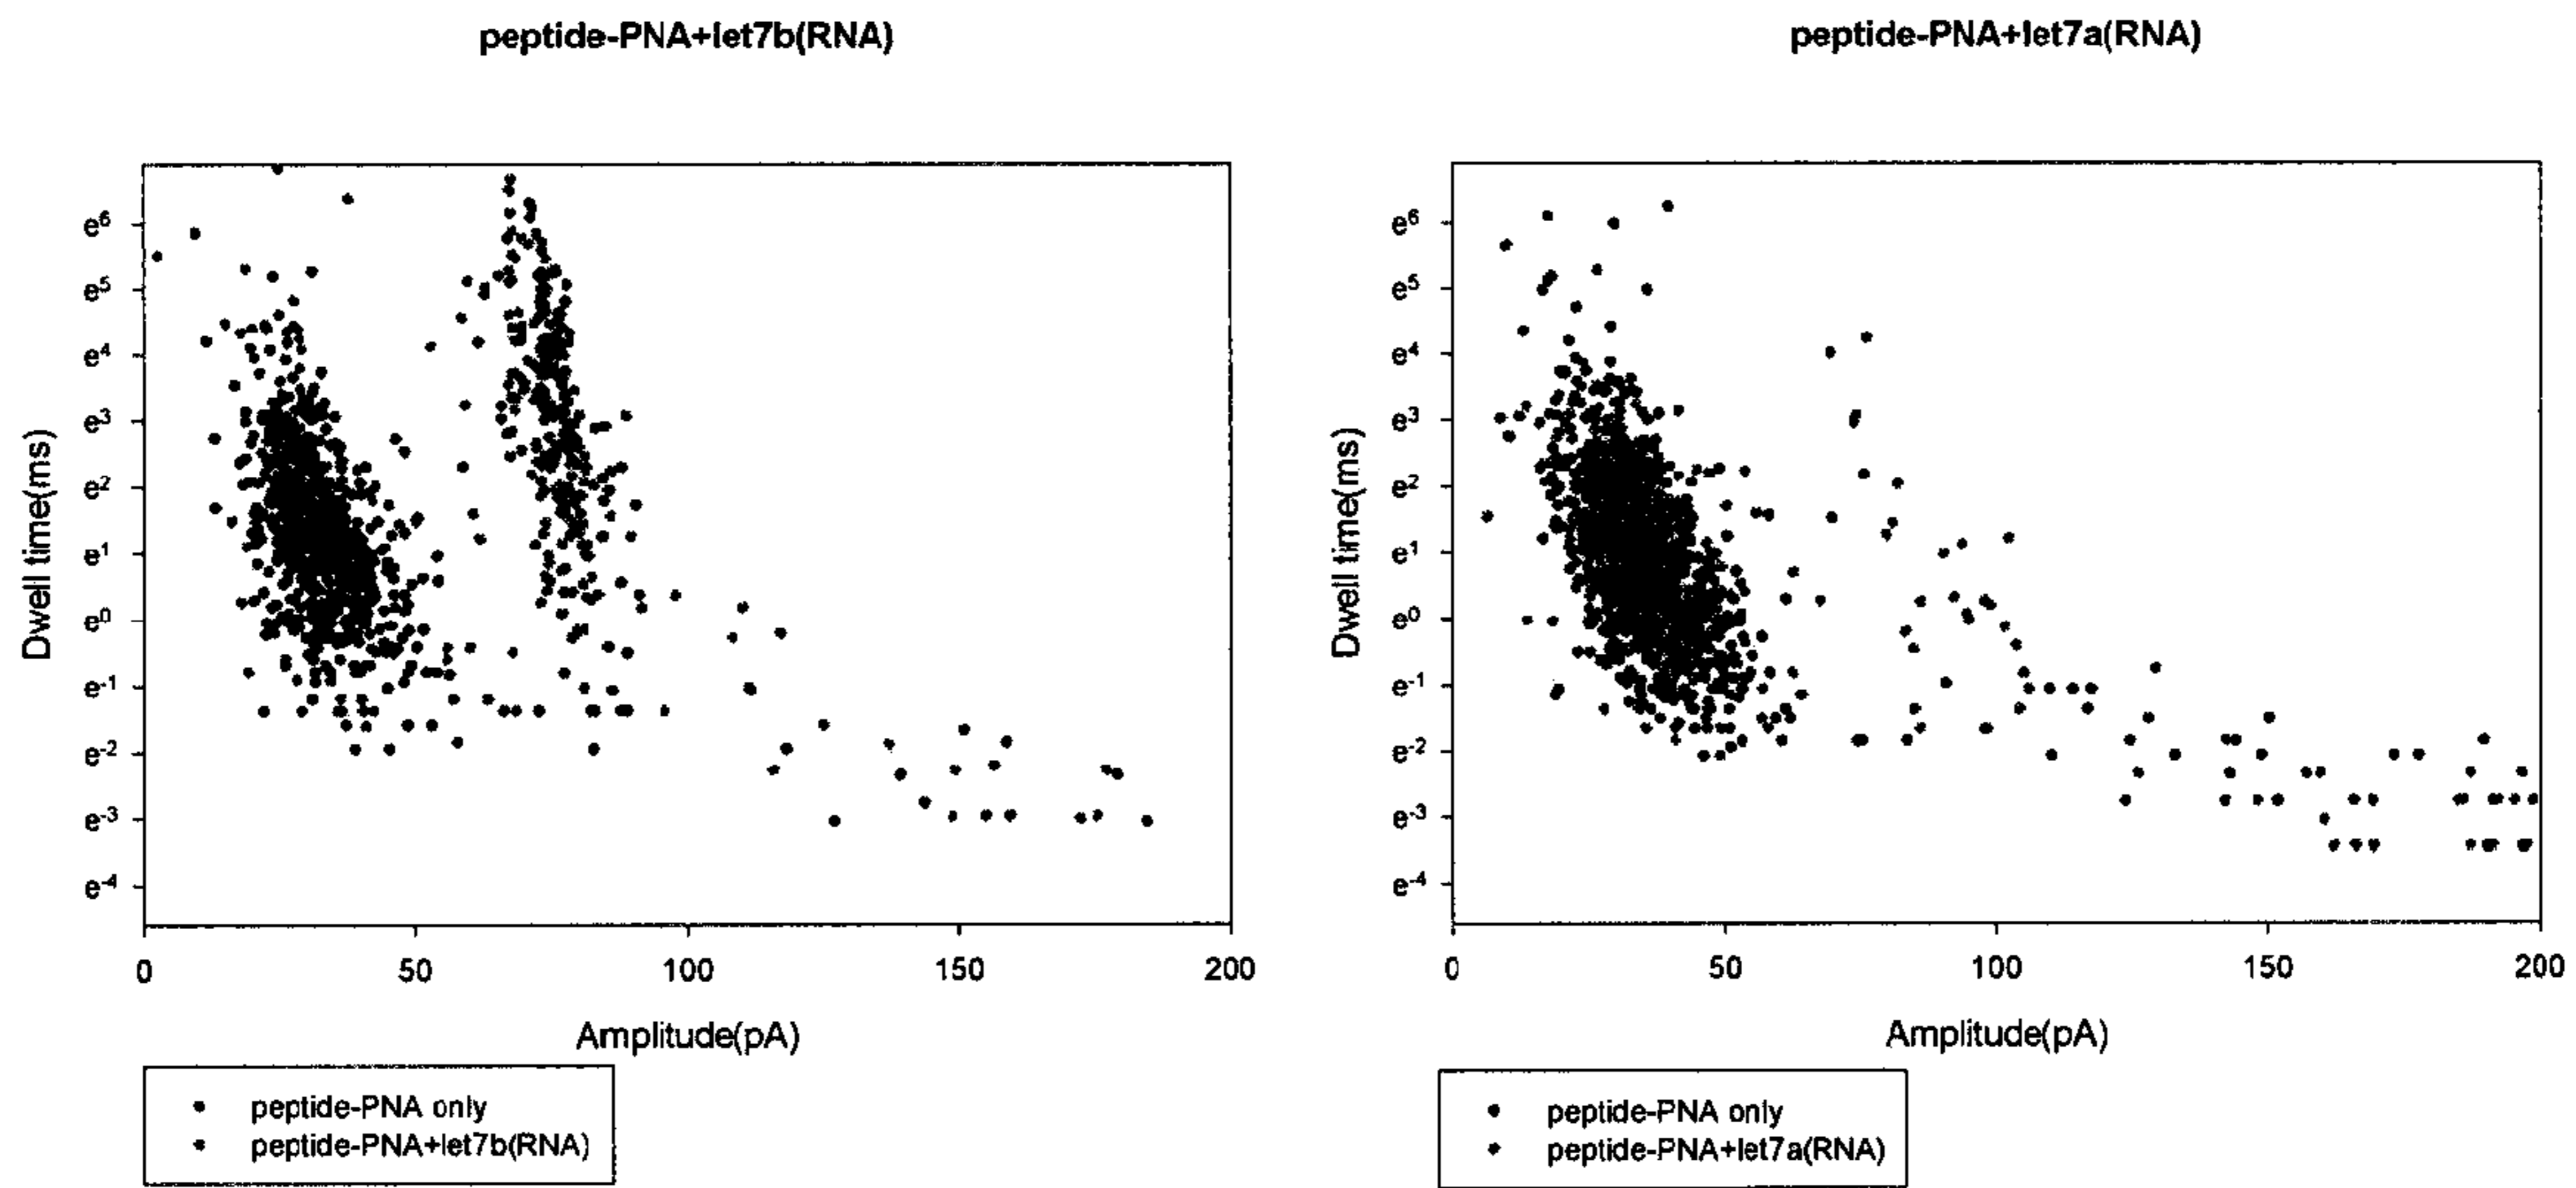 peptide-PNA+let7b(RNA)
peptide-PNA+let7a(RNA)
Dwell time(ms)
e6
e5
e4
e3
e2
e1
e0
e-1
e-2
e-3
e-4
0 50 100 150 200
Amplitude(pA)
peptide-PNA only
peptide-PNA+let7b(RNA)
Dwell time(ms)
e6
e5
e4
e3
e2
e1
e0
e-1
e-2
e-3
e-4
0 50 100 150 200
Amplitude(pA)
peptide-PNA only
peptide-PNA+let7a(RNA)